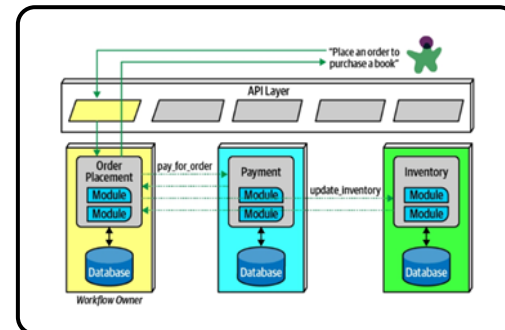 "Place an order to
purchase a book"
API Layer
Order
Placement
Module
Module
Database
Workflow Owner
pay_for_order
Payment
Module
Module
Database
update_inventory
Inventory
Module
Module
Database